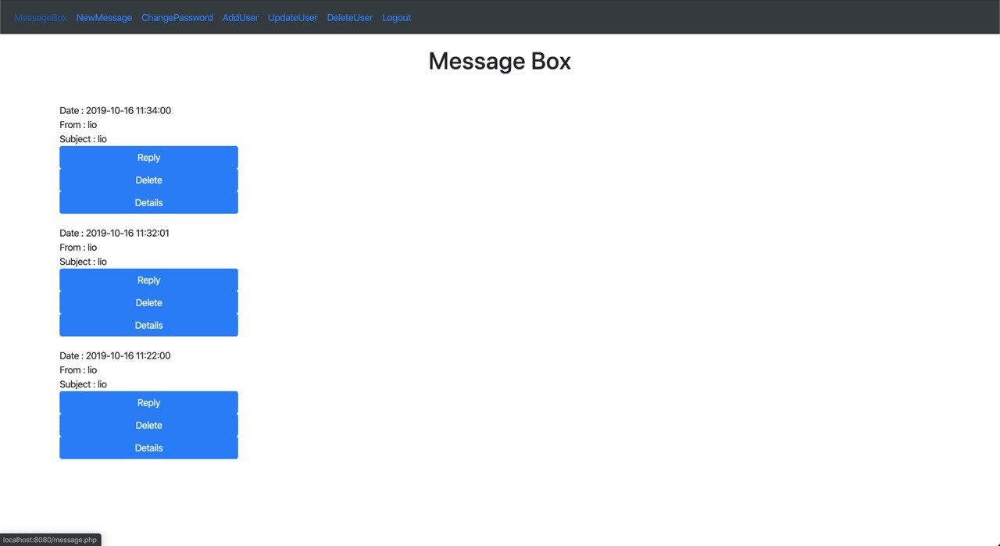 MessageBox NewMessage ChangePassword AddUser UpdateUser DeleteUser Logout
Message Box
Date : 2019-10-16 11:34:00
From : lio
Subject : lio
Reply
Delete
Details
Date : 2019-10-16 11:32:01
From : lio
Subject : lio
Reply
Delete
Details
Date : 2019-10-16 11:22:00
From : lio
Subject : lio
Reply
Delete
Details
localhost:8080/message.php